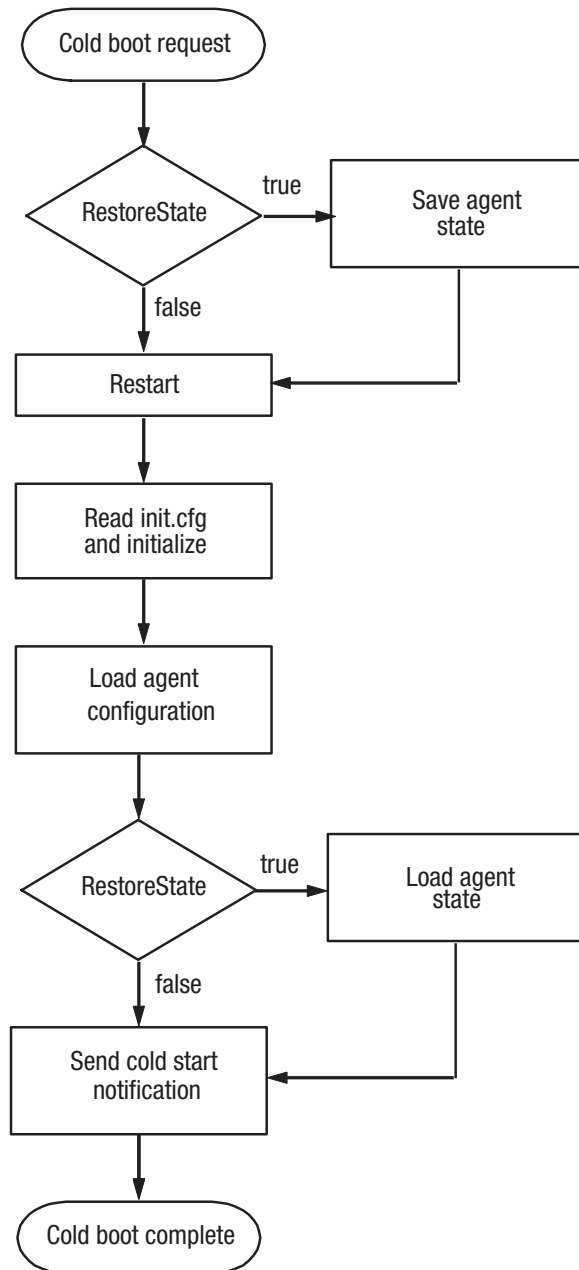 Cold boot request
RestoreState
true
Save agent
state
false
Restart
Read init.cfg
and initialize
Load agent
configuration
RestoreState
true
Load agent
state
false
Send cold start
notification
Cold boot complete